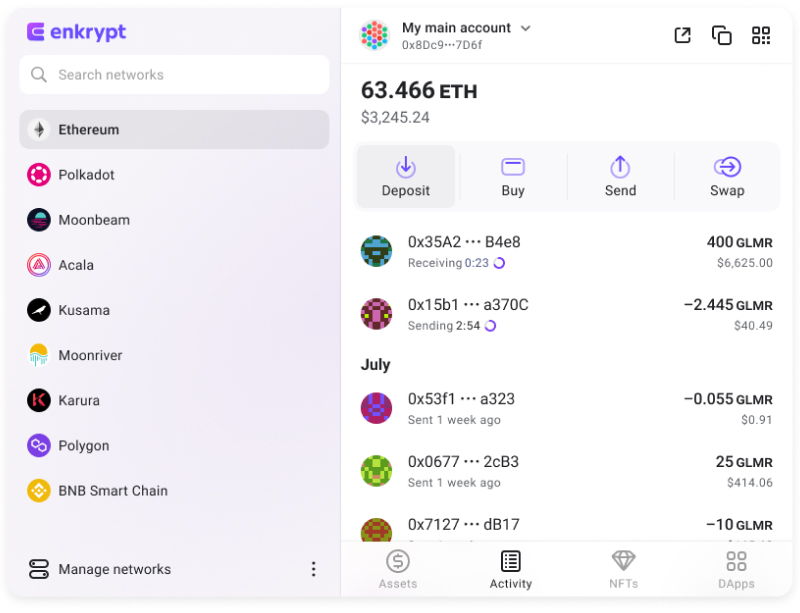 enkrypt
Search networks
Ethereum
Polkadot
Moonbeam
Acala
Kusama
Moonriver
Karura
Polygon
BNB Smart Chain
Manage networks
My main account
0x8Dc9···7D6f
63.466 ETH
$3,245.24
Deposit Buy Send Swap
0x35A2 ··· B4e8 400 GLMR
Receiving 0:23 $6,625.00
0x15b1 ··· a370C −2.445 GLMR
Sending 2:54 $40.49
July
0x53f1 ··· a323 −0.055 GLMR
Sent 1 week ago $0.91
0x0677 ··· 2cB3 25 GLMR
Sent 1 week ago $414.06
0x7127 ··· dB17 −10 GLMR
Assets Activity NFTs DApps